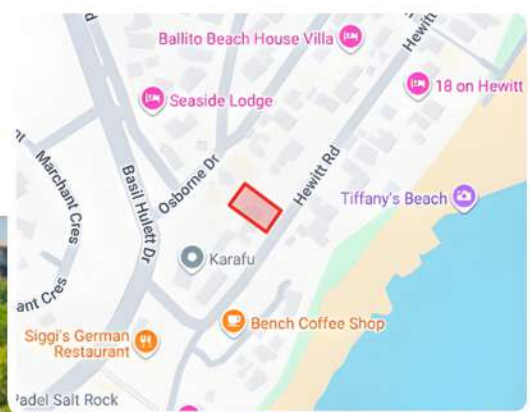 Ballito Beach House Villa
Hewitt
18 on Hewitt
Seaside Lodge
Marchant Cres
Osborne Dr
Basil Hulett Dr
Hewitt Rd
Tiffany's Beach
Karafu
ant Cres
Bench Coffee Shop
Siggi's German
Restaurant
Padel Salt Rock